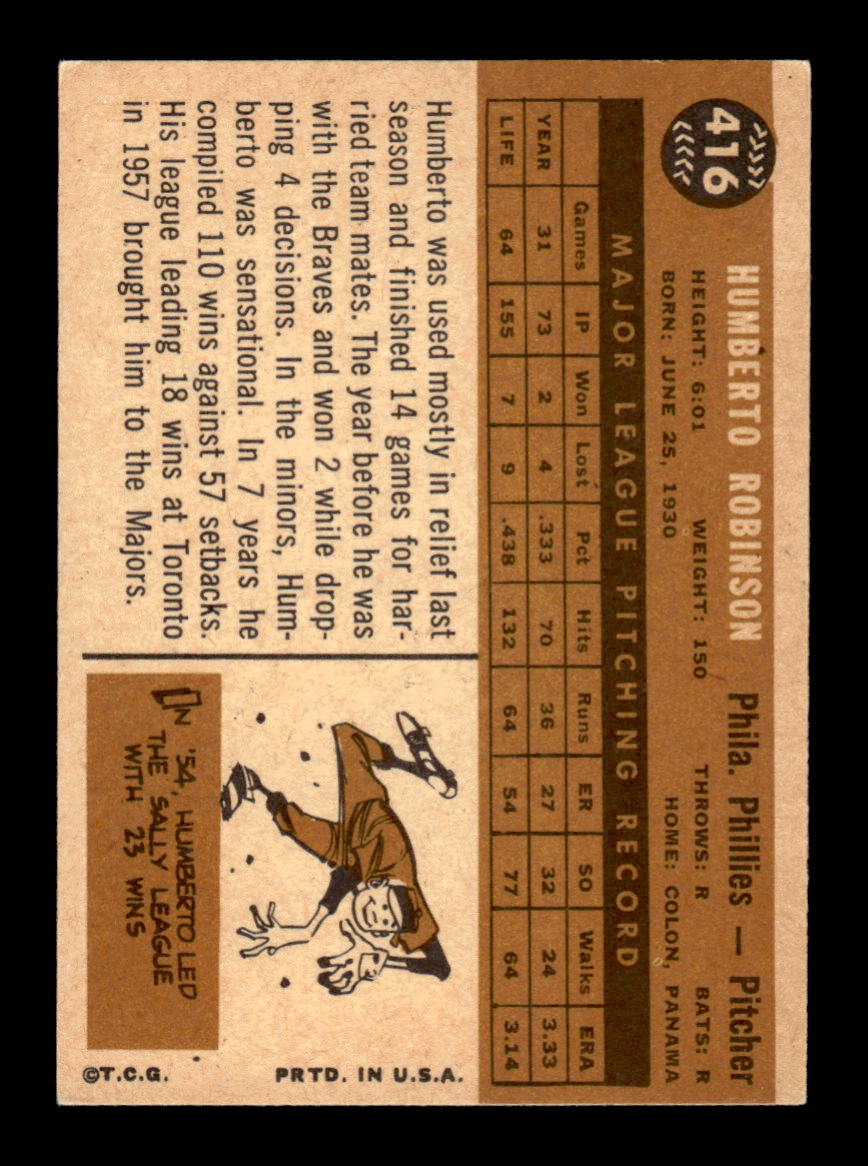 416
HUMBERTO ROBINSON Phila. Phillies — Pitcher
HEIGHT: 6:01 WEIGHT: 150 THROWS: R BATS: R
BORN: JUNE 25, 1930 HOME: COLON, PANAMA
MAJOR LEAGUE PITCHING RECORD
Games IP Won Lost Pct Hits Runs ER SO Walks ERA
YEAR 31 73 2 4 .333 70 36 27 32 24 3.33
LIFE 64 155 7 9 .438 132 64 54 77 64 3.14
Humberto was used mostly in relief last
season and finished 14 games for har-
ried team mates. The year before he was
with the Braves and won 2 while drop-
ping 4 decisions. In the minors, Hum-
berto was sensational. In 7 years he
compiled 110 wins against 57 setbacks.
His league leading 18 wins at Toronto
in 1957 brought him to the Majors.
IN '54, HUMBERTO LED
THE SALLY LEAGUE
WITH 23 WINS
©T.C.G. PRTD. IN U.S.A.